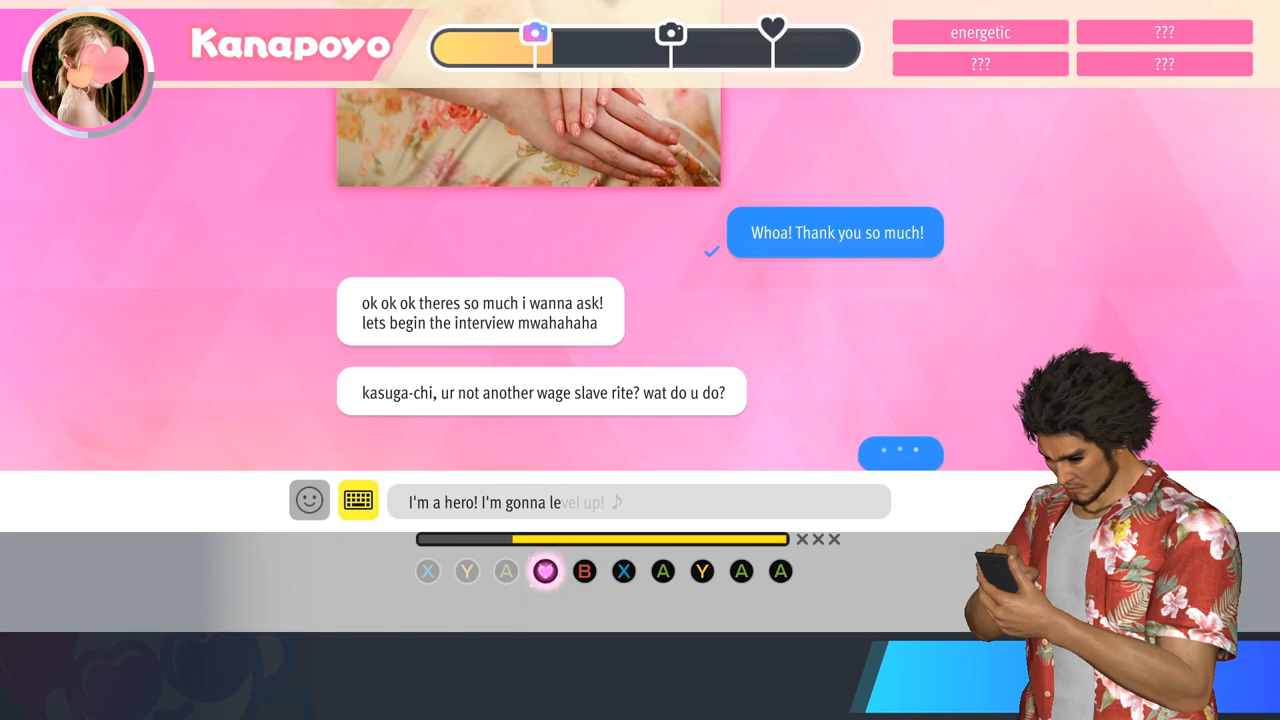 Kanapoyo
energetic
???
???
???
Whoa! Thank you so much!
ok ok ok theres so much i wanna ask!
lets begin the interview mwahahaha
kasuga-chi, ur not another wage slave rite? wat do u do?
I'm a hero! I'm gonna level up! ♪
X Y A B X A Y A A